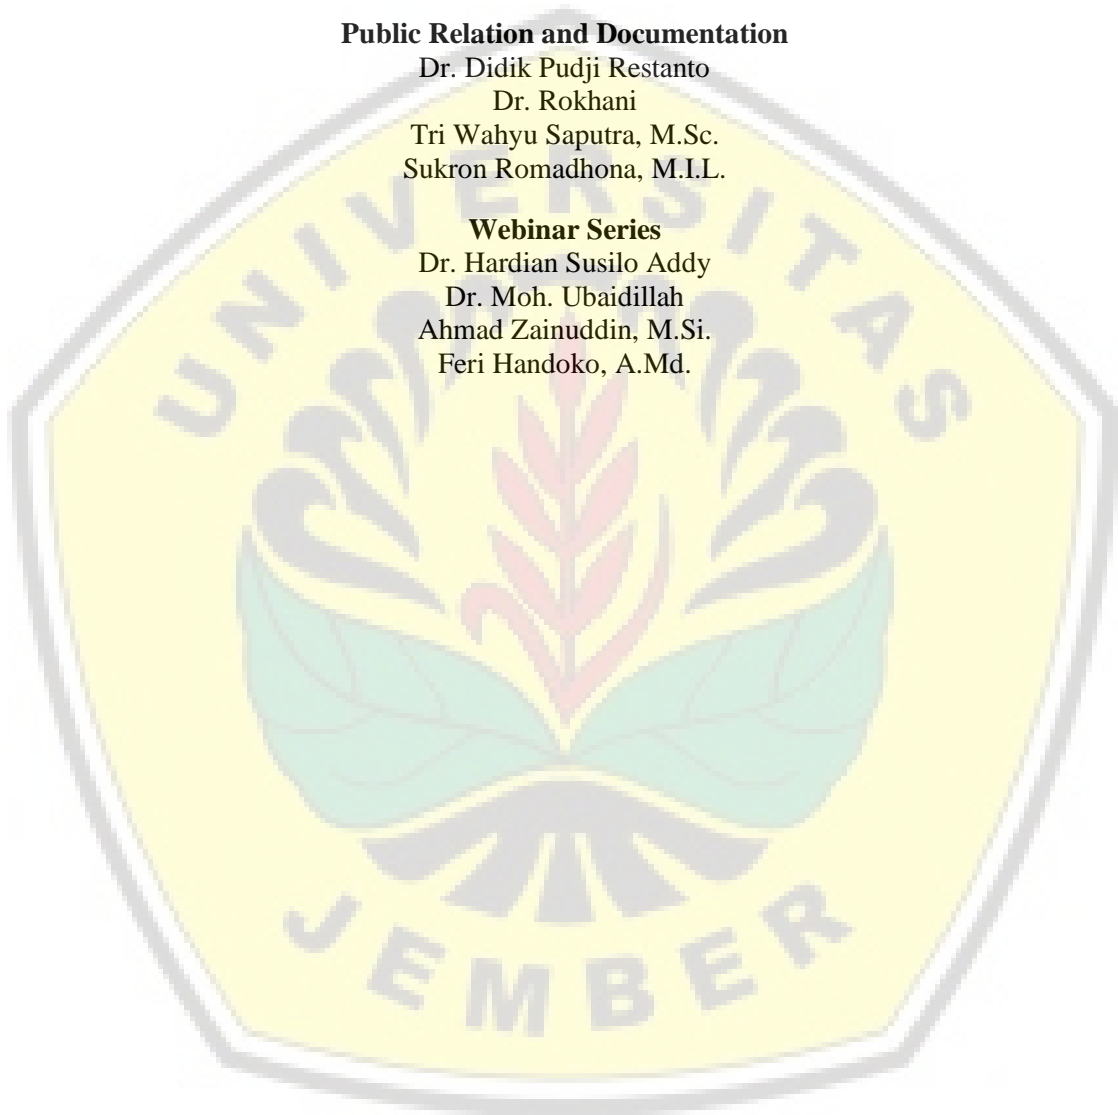 Public Relation and Documentation
Dr. Didik Pudji Restanto
Dr. Rokhani
Tri Wahyu Saputra, M.Sc.
Sukron Romadhona, M.I.L.
Webinar Series
Dr. Hardian Susilo Addy
Dr. Moh. Ubaidillah
Ahmad Zainuddin, M.Si.
Feri Handoko, A.Md.
UNIVERSITAS
JEMBER